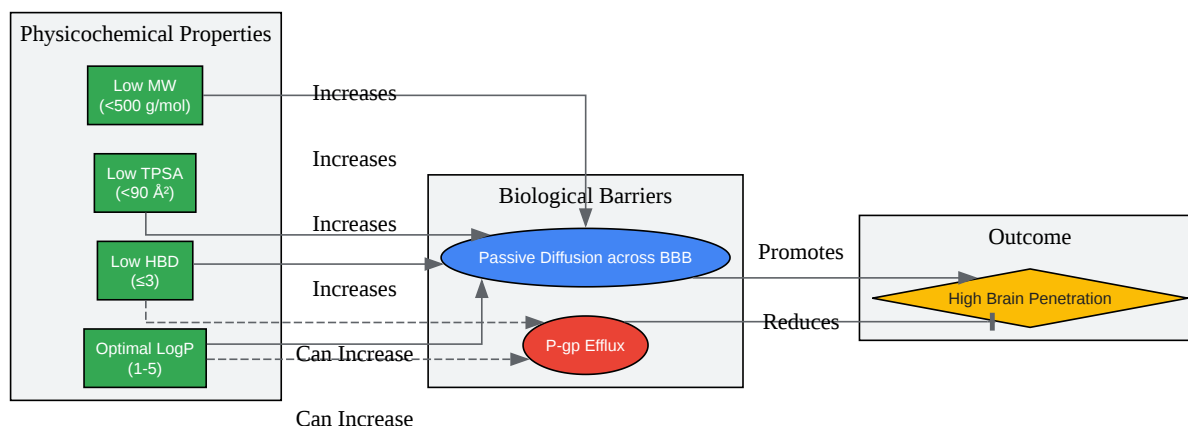 Physicochemical Properties
Low MW
(<500 g/mol)
Low TPSA
(<90 Å²)
Low HBD
(≤3)
Optimal LogP
(1-5)
Increases
Increases
Increases
Increases
Can Increase
Can Increase
Biological Barriers
Passive Diffusion across BBB
P-gp Efflux
Promotes
Reduces
Outcome
High Brain Penetration